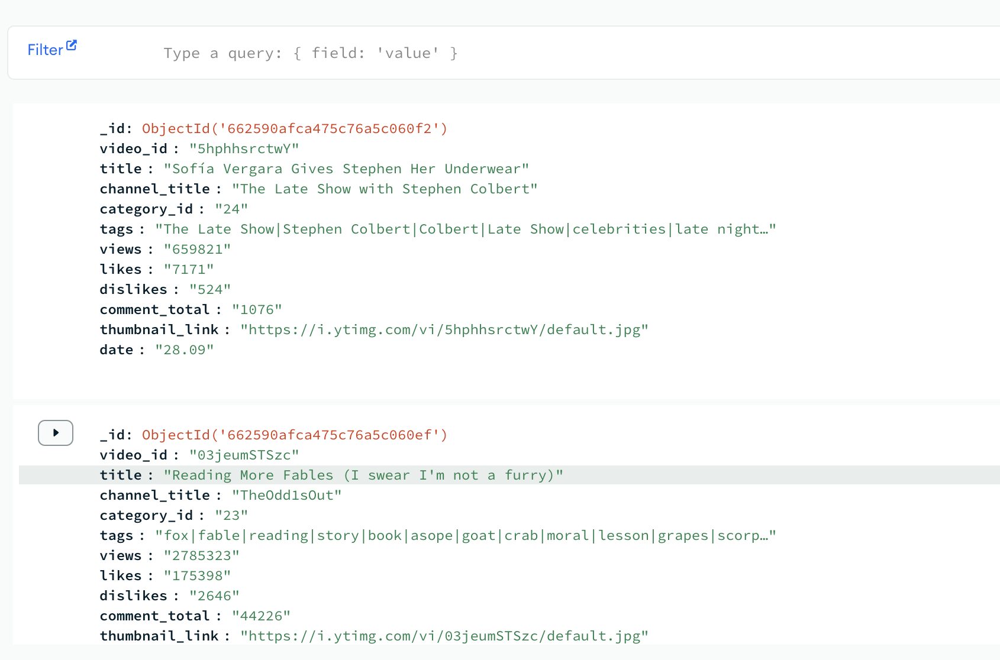 Filter
Type a query: { field: 'value' }
_id: ObjectId('662590afca475c76a5c060f2')
video_id : "5hphhsrctwY"
title : "Sofía Vergara Gives Stephen Her Underwear"
channel_title : "The Late Show with Stephen Colbert"
category_id : "24"
tags : "The Late Show|Stephen Colbert|Colbert|Late Show|celebrities|late night…"
views : "659821"
likes : "7171"
dislikes : "524"
comment_total : "1076"
thumbnail_link : "https://i.ytimg.com/vi/5hphhsrctwY/default.jpg"
date : "28.09"
_id: ObjectId('662590afca475c76a5c060ef')
video_id : "03jeumSTSzc"
title : "Reading More Fables (I swear I'm not a furry)"
channel_title : "TheOdd1sOut"
category_id : "23"
tags : "fox|fable|reading|story|book|asope|goat|crab|moral|lesson|grapes|scorp…"
views : "2785323"
likes : "175398"
dislikes : "2646"
comment_total : "44226"
thumbnail_link : "https://i.ytimg.com/vi/03jeumSTSzc/default.jpg"